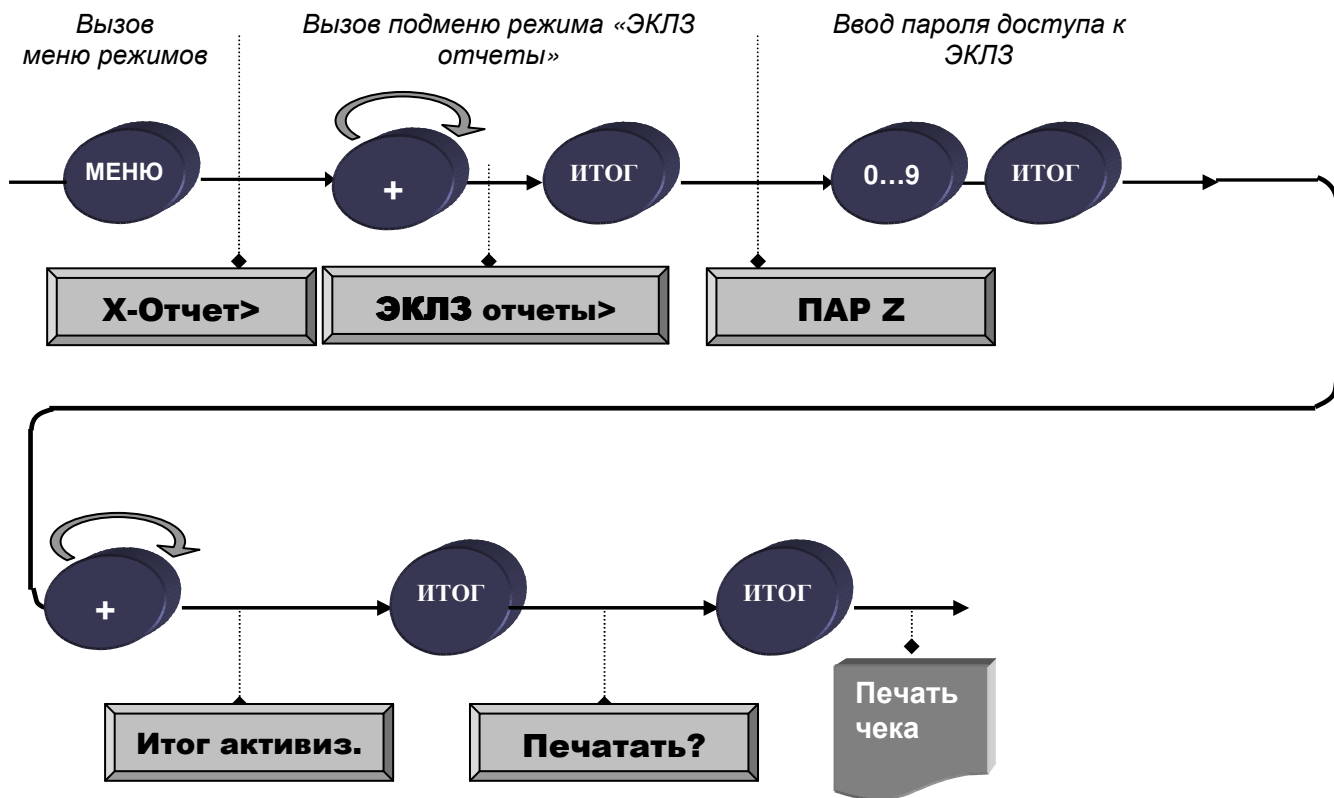 Вызов
меню режимов
Вызов подменю режима «ЭКЛЗ
отчеты»
Ввод пароля доступа к
ЭКЛЗ
МЕНЮ
+
ИТОГ
0…9
ИТОГ
Х-Отчет>
ЭКЛЗ отчеты>
ПАР Z
+
ИТОГ
ИТОГ
Итог активиз.
Печатать?
Печать
чека